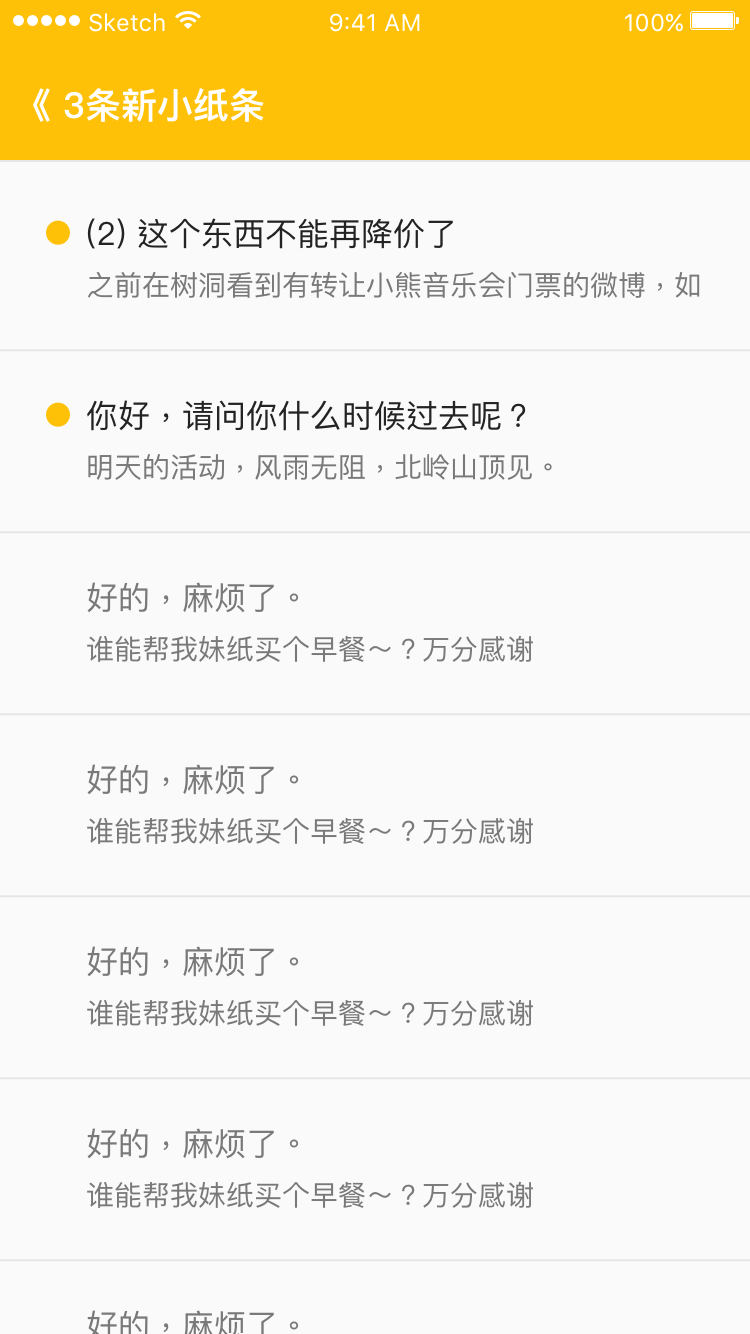 Sketch 9:41 AM 100%
《 3条新小纸条
(2) 这个东西不能再降价了
之前在树洞看到有转让小熊音乐会门票的微博，如
你好，请问你什么时候过去呢？
明天的活动，风雨无阻，北岭山顶见。
好的，麻烦了。
谁能帮我妹纸买个早餐～？万分感谢
好的，麻烦了。
谁能帮我妹纸买个早餐～？万分感谢
好的，麻烦了。
谁能帮我妹纸买个早餐～？万分感谢
好的，麻烦了。
谁能帮我妹纸买个早餐～？万分感谢
好的，麻烦了。